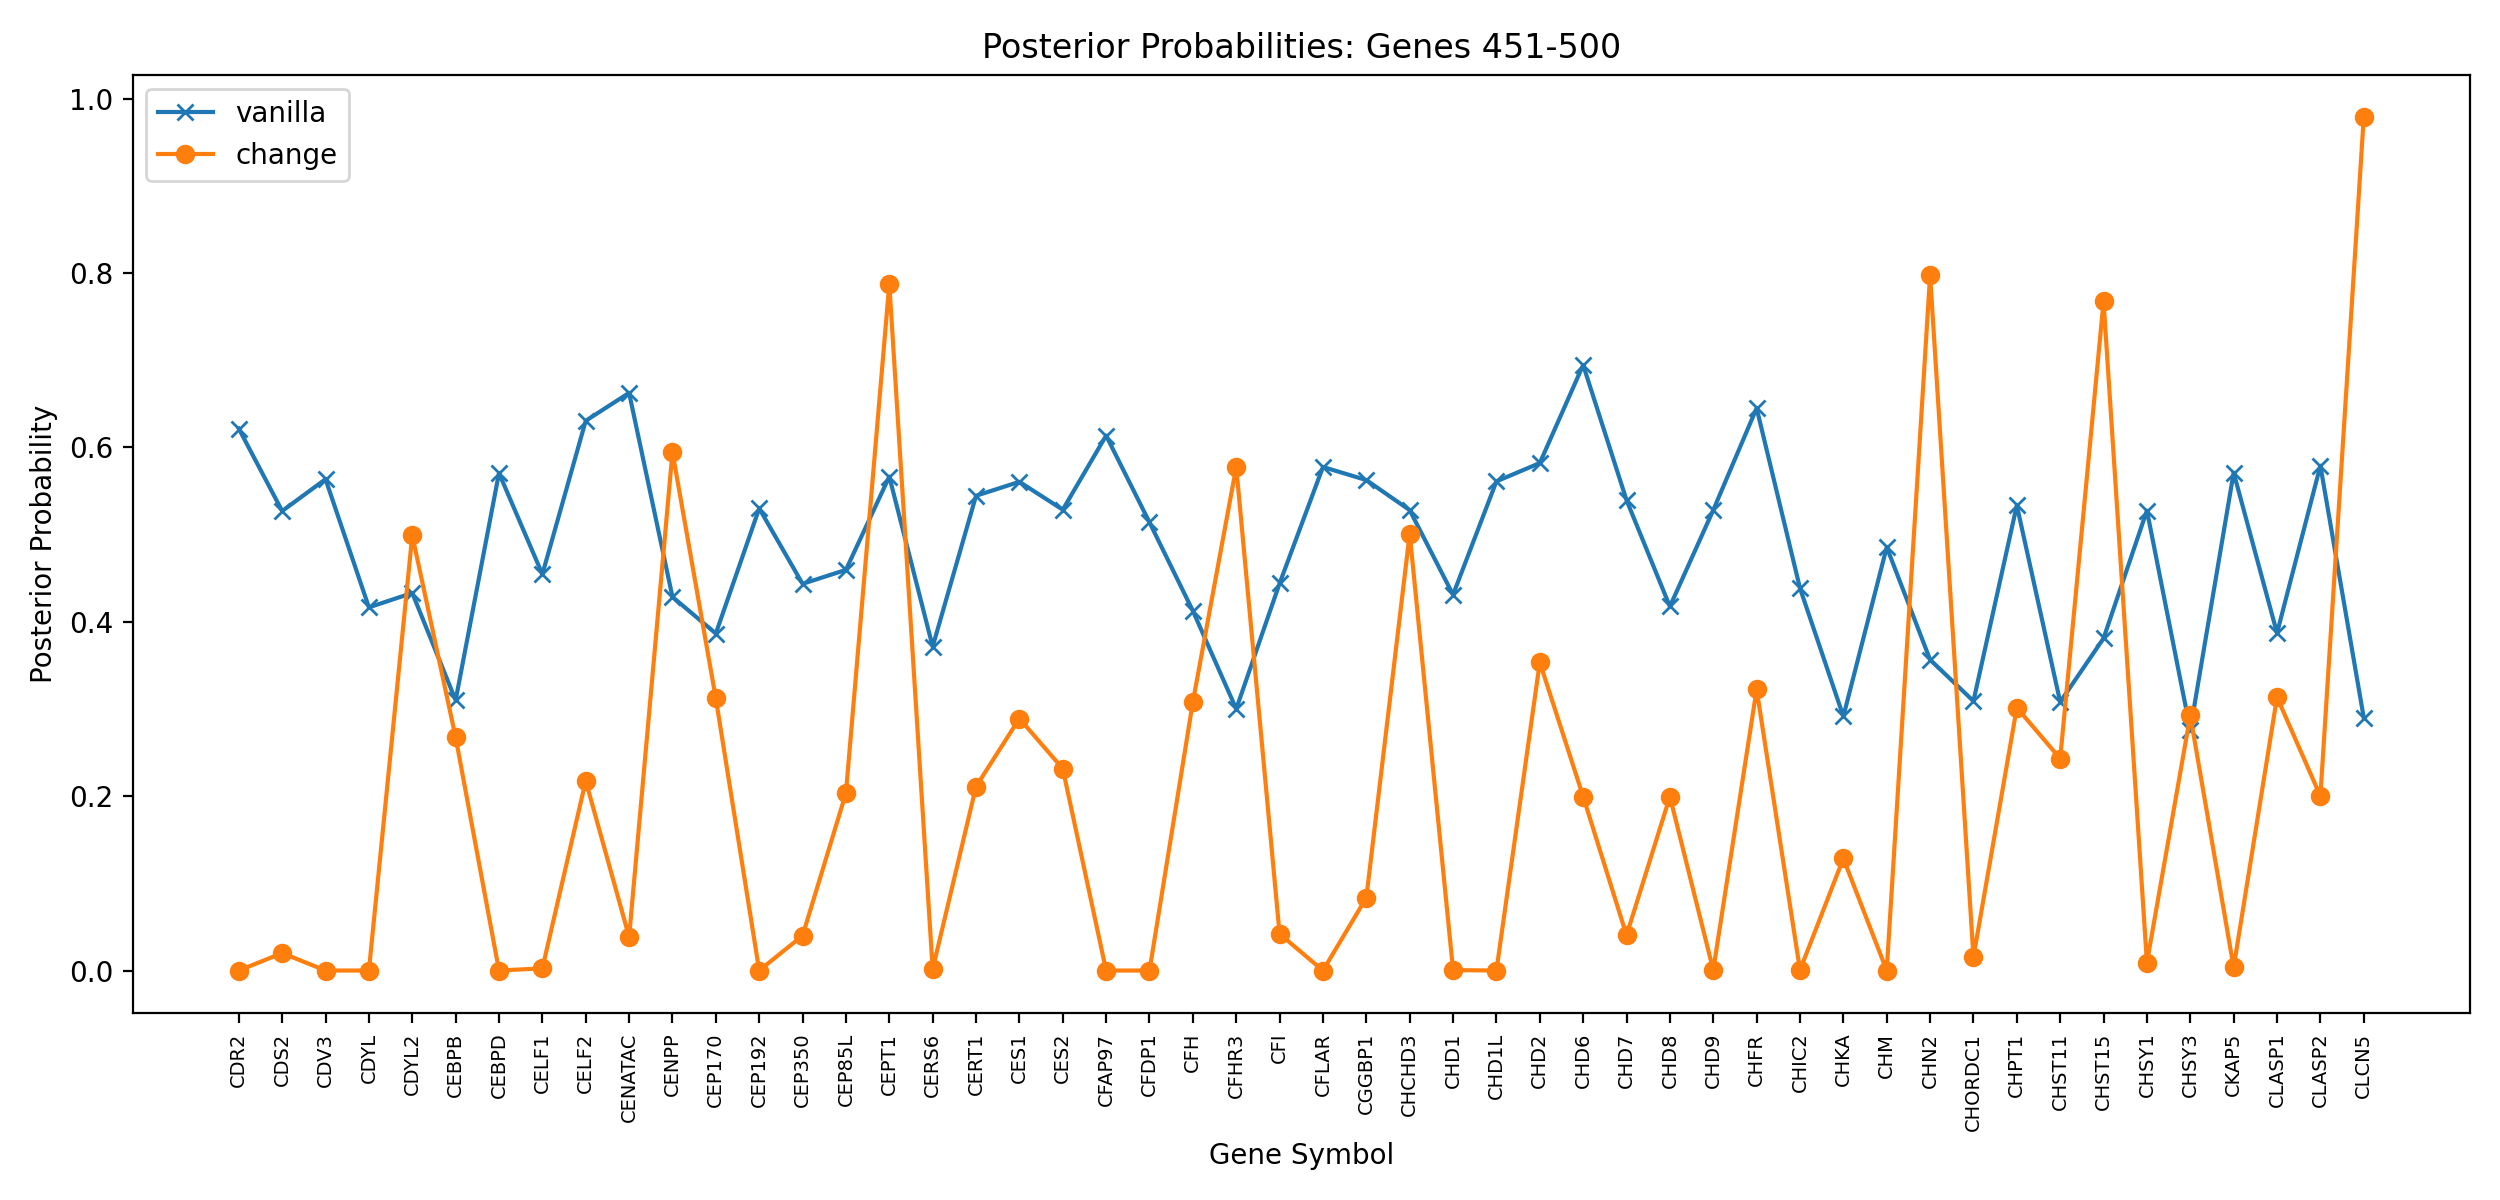 Posterior Probabilities: Genes 451-500
vanilla
change
Posterior Probability
1.0
0.8
0.6
0.4
0.2
0.0
CDR2
CDS2
CDV3
CDYL
CDYL2
CEBPB
CEBPD
CELF1
CELF2
CENATAC
CENPP
CEP170
CEP192
CEP350
CEP85L
CEPT1
CERS6
CERT1
CES1
CES2
CFAP97
CFDP1
CFH
CFHR3
CFI
CFLAR
CGGBP1
CHCHD3
CHD1
CHD1L
CHD2
CHD6
CHD7
CHD8
CHD9
CHFR
CHIC2
CHKA
CHM
CHN2
CHORDC1
CHPT1
CHST11
CHST15
CHSY1
CHSY3
CKAP5
CLASP1
CLASP2
CLCN5
Gene Symbol